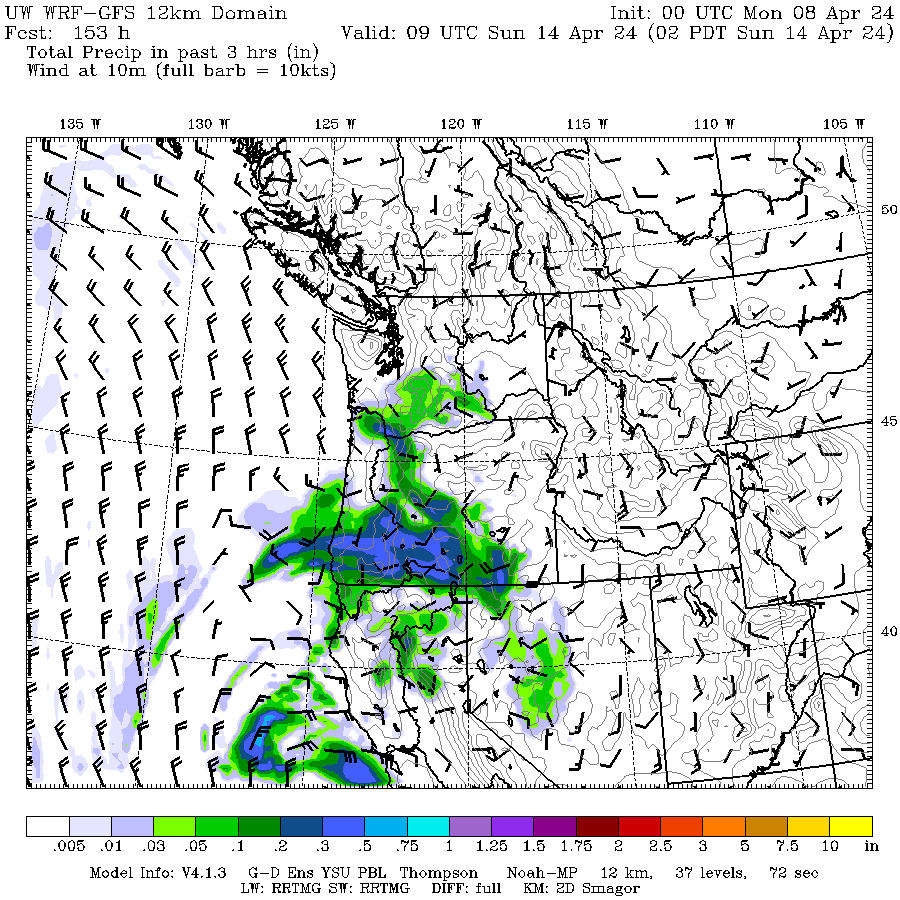 UW WRF-GFS 12km Domain Init: 00 UTC Mon 08 Apr 24
Fcst: 153 h Valid: 09 UTC Sun 14 Apr 24 (02 PDT Sun 14 Apr 24)
Total Precip in past 3 hrs (in)
Wind at 10m (full barb = 10kts)
135 W 130 W 125 W 120 W 115 W 110 W 105 W
50
45
40
.005 .01 .03 .05 .1 .2 .3 .5 .75 1 1.25 1.5 1.75 2 2.5 3 5 7.5 10 in
Model Info: V4.1.3 G-D Ens YSU PBL Thompson Noah-MP 12 km, 37 levels, 72 sec
LW: RRTMG SW: RRTMG DIFF: full KM: 2D Smagor